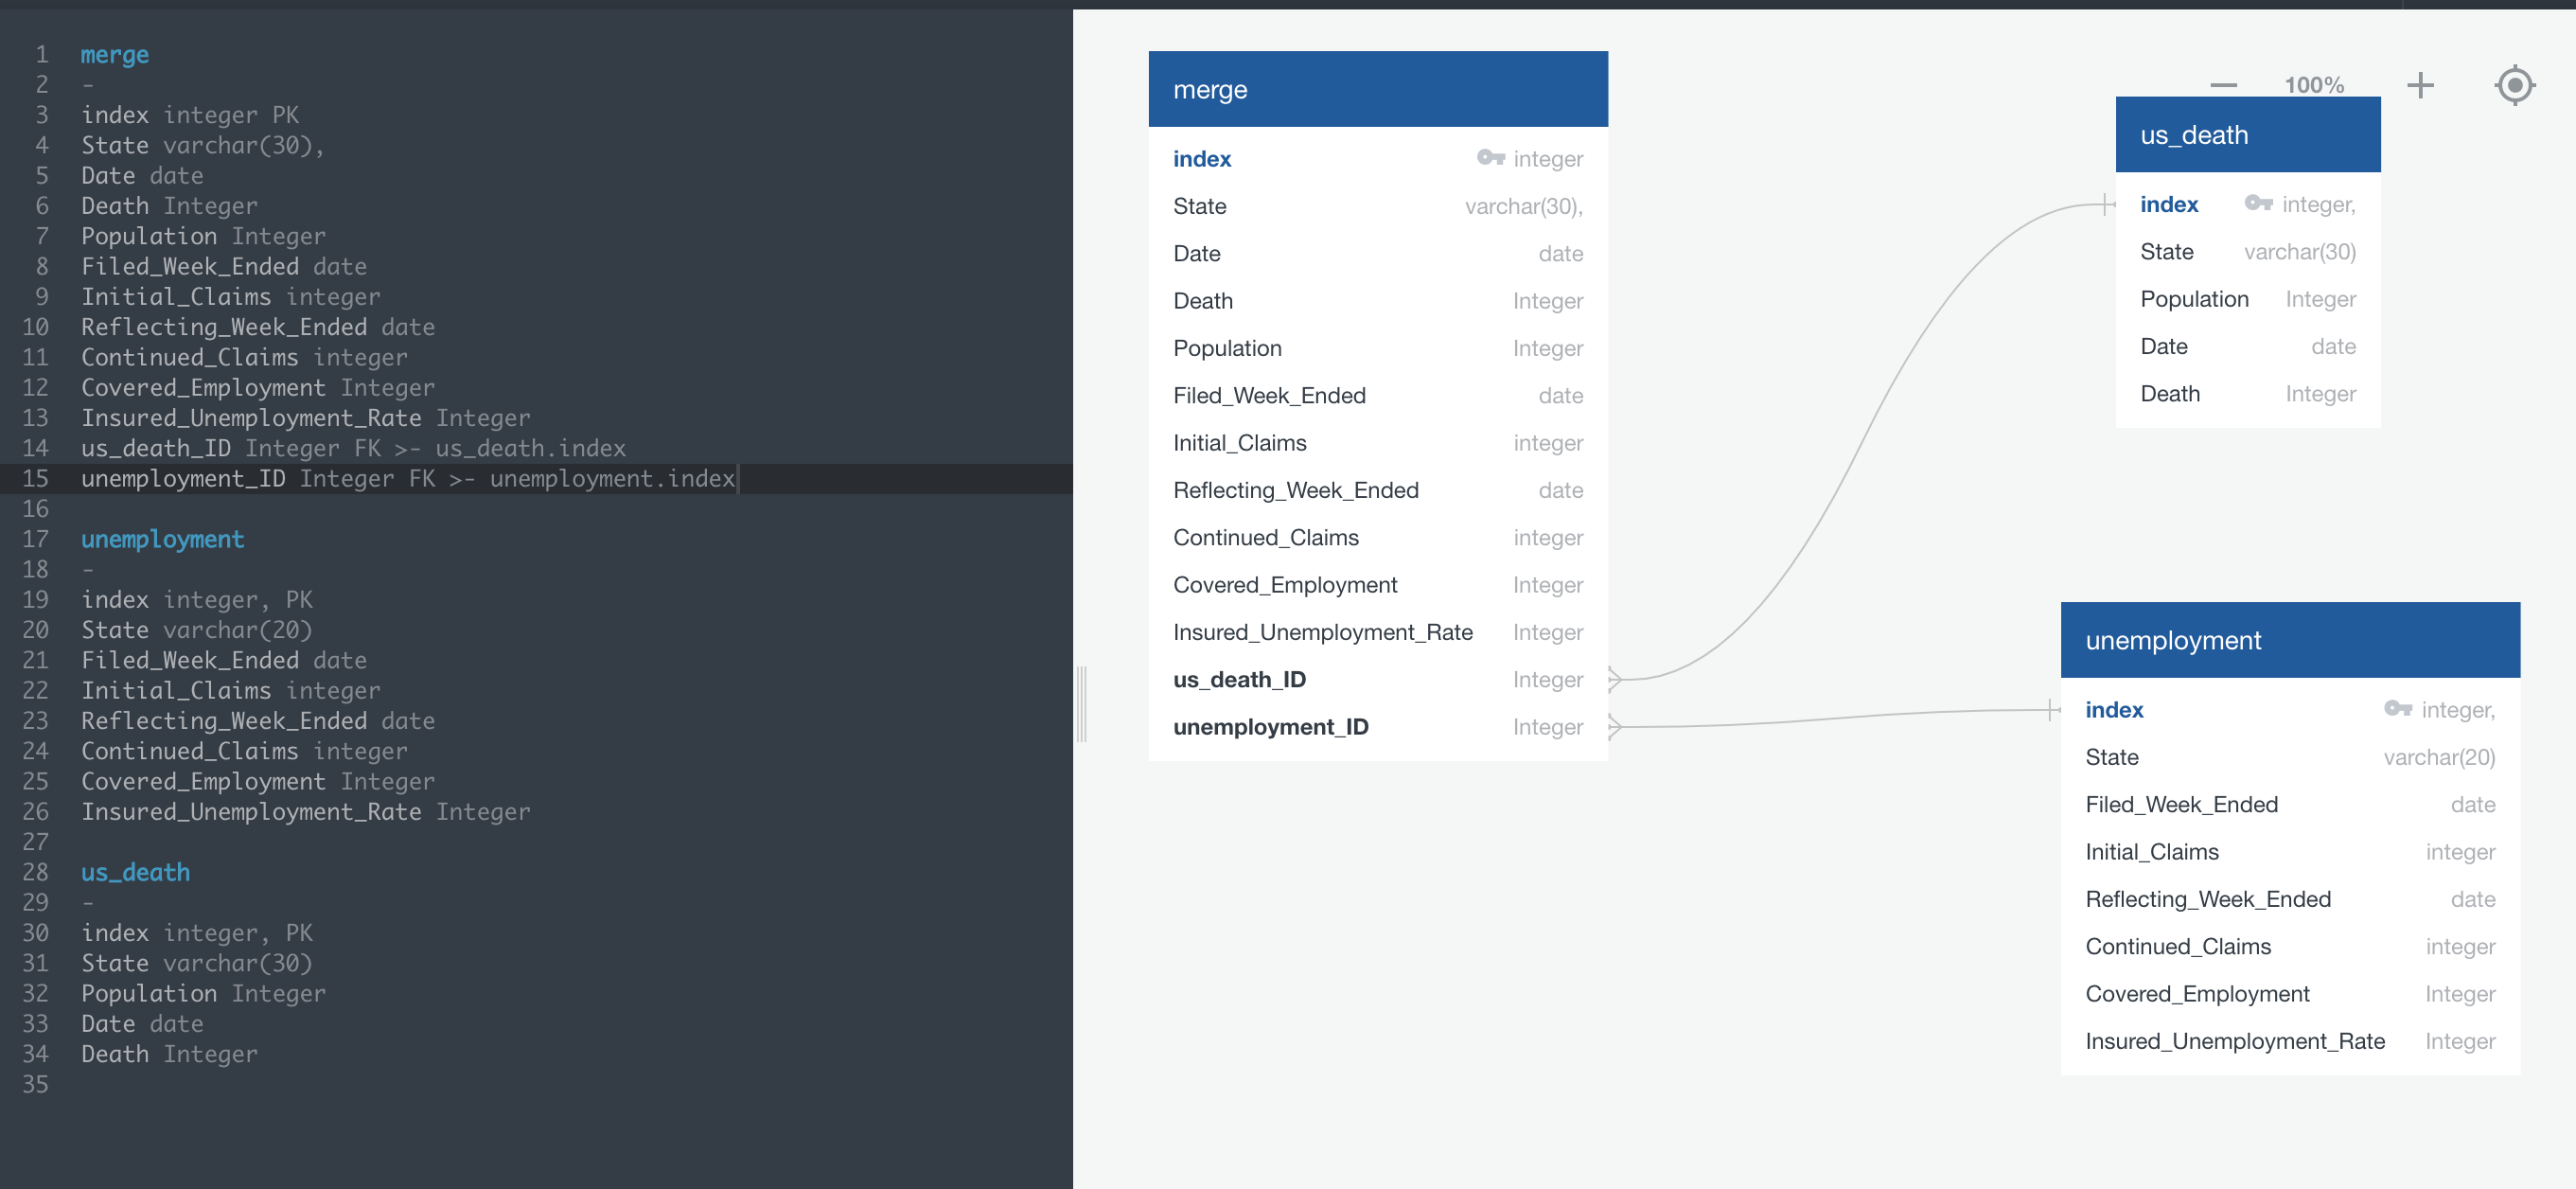 1 merge
2 -
3 index integer PK
4 State varchar(30),
5 Date date
6 Death Integer
7 Population Integer
8 Filed_Week_Ended date
9 Initial_Claims integer
10 Reflecting_Week_Ended date
11 Continued_Claims integer
12 Covered_Employment Integer
13 Insured_Unemployment_Rate Integer
14 us_death_ID Integer FK >- us_death.index
15 unemployment_ID Integer FK >- unemployment.index
16
17 unemployment
18 -
19 index integer, PK
20 State varchar(20)
21 Filed_Week_Ended date
22 Initial_Claims integer
23 Reflecting_Week_Ended date
24 Continued_Claims integer
25 Covered_Employment Integer
26 Insured_Unemployment_Rate Integer
27
28 us_death
29 -
30 index integer, PK
31 State varchar(30)
32 Population Integer
33 Date date
34 Death Integer
35
merge
index integer
State varchar(30),
Date date
Death Integer
Population Integer
Filed_Week_Ended date
Initial_Claims integer
Reflecting_Week_Ended date
Continued_Claims integer
Covered_Employment Integer
Insured_Unemployment_Rate Integer
us_death_ID Integer
unemployment_ID Integer
100%
us_death
index integer,
State varchar(30)
Population Integer
Date date
Death Integer
unemployment
index integer,
State varchar(20)
Filed_Week_Ended date
Initial_Claims integer
Reflecting_Week_Ended date
Continued_Claims integer
Covered_Employment Integer
Insured_Unemployment_Rate Integer